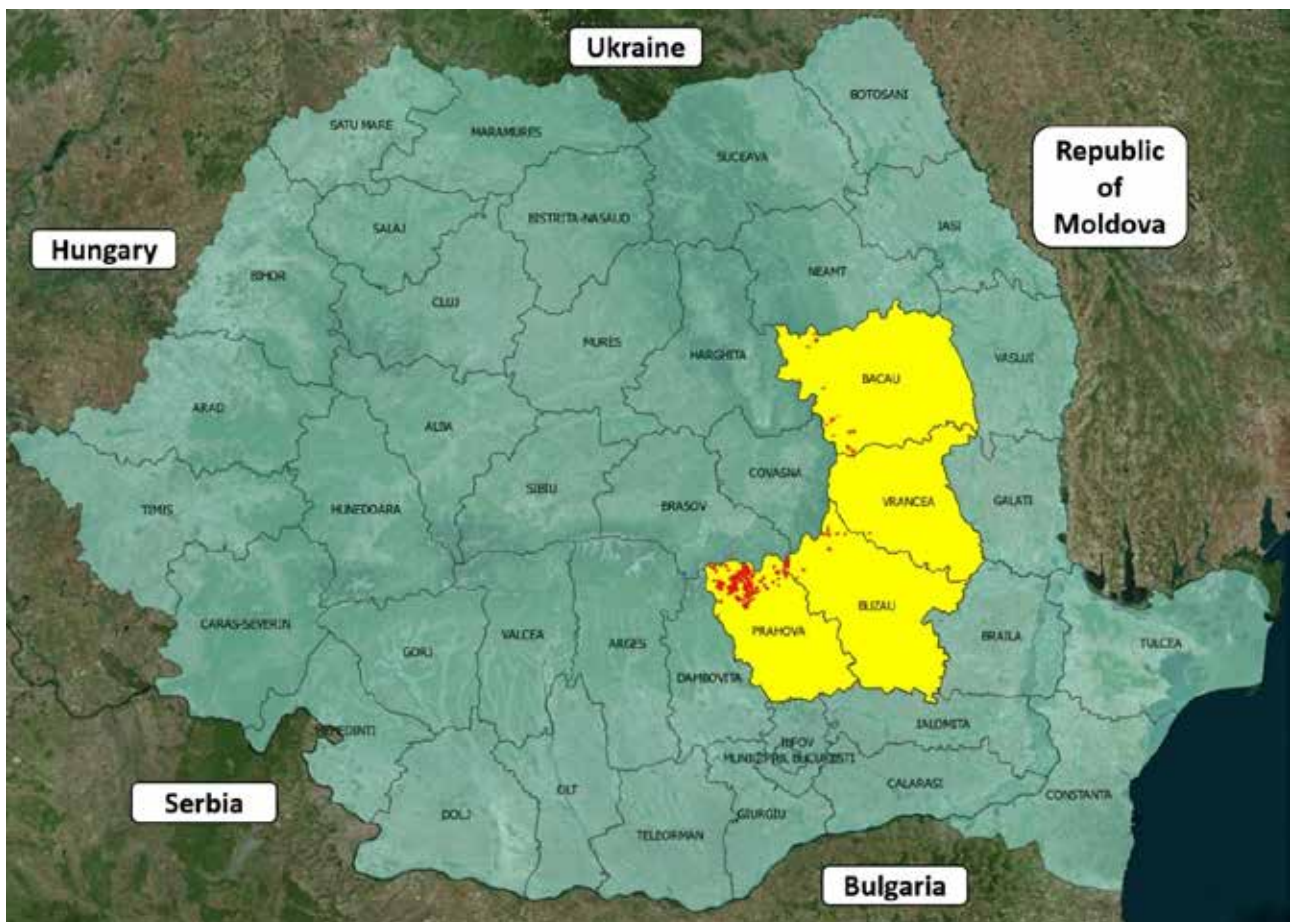 Ukraine
BOTOSANI
SATU MARE
MARAMURES
SUCEAVA
Republic
of
Moldova
Hungary
SALAJ
BISTRITA-NASAUD
IASI
BIHOR
NEAMT
CLUJ
MURES
HARGHITA
VASLUI
BACAU
ARAD
ALBA
COVASNA
SIBIU
BRASOV
VRANCEA
GALATI
TIMIS
HUNEDOARA
CARAS-SEVERIN
GORJ
VALCEA
ARGES
PRAHOVA
BUZAU
BRAILA
TULCEA
DAMBOVITA
IALOMITA
ILFOV
MUNICIPIUL BUCURESTI
CALARASI
CONSTANTA
Serbia
DOLJ
OLT
TELEORMAN
GIURGIU
Bulgaria